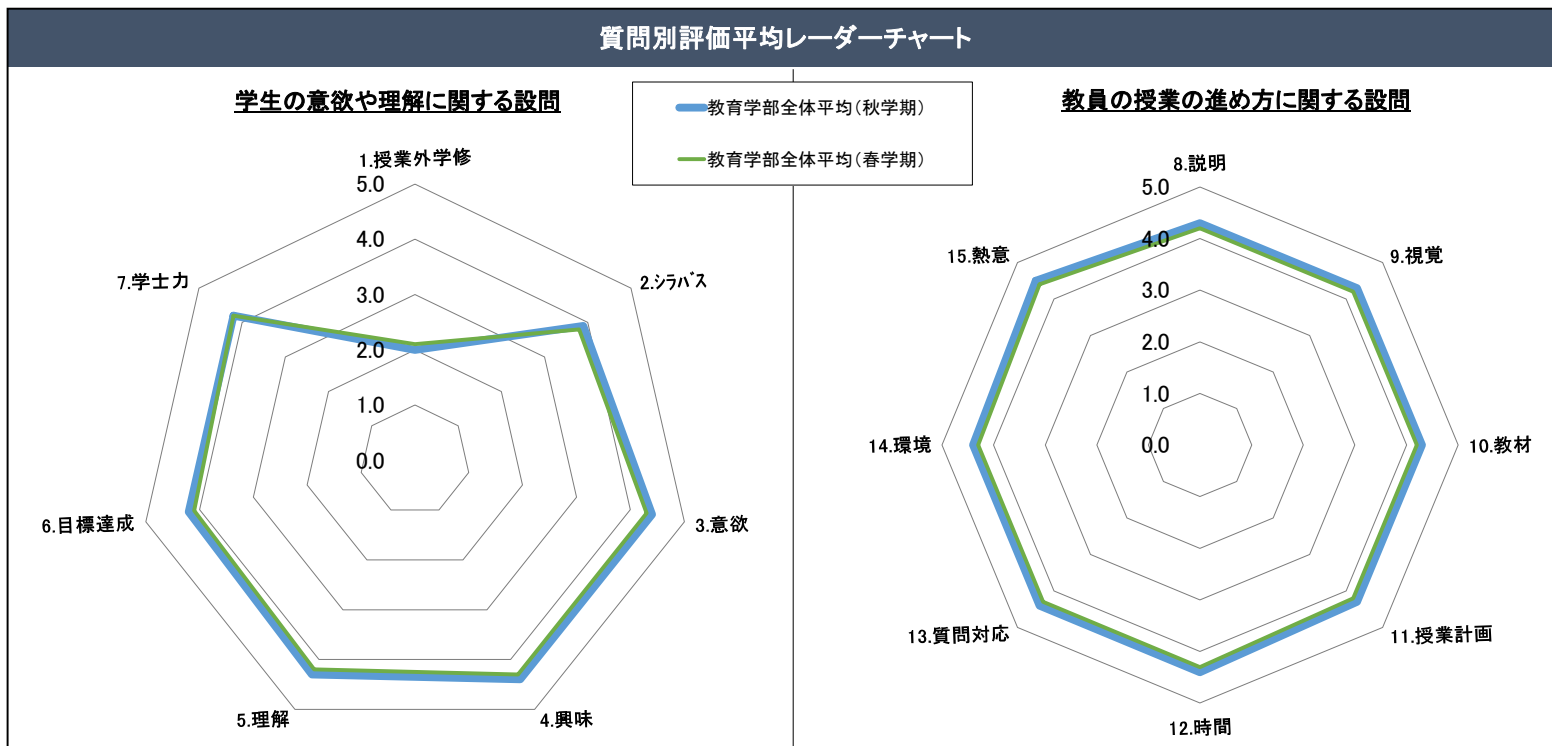 質問別評価平均レーダーチャート
学生の意欲や理解に関する設問
教育学部全体平均（秋学期）
教育学部全体平均（春学期）
教員の授業の進め方に関する設問
1.授業外学修
5.0
4.0
3.0
2.0
1.0
0.0
2.ｼﾗﾊﾞｽ
3.意欲
4.興味
5.理解
6.目標達成
7.学士力
8.説明
5.0
4.0
3.0
2.0
1.0
0.0
9.視覚
10.教材
11.授業計画
12.時間
13.質問対応
14.環境
15.熱意